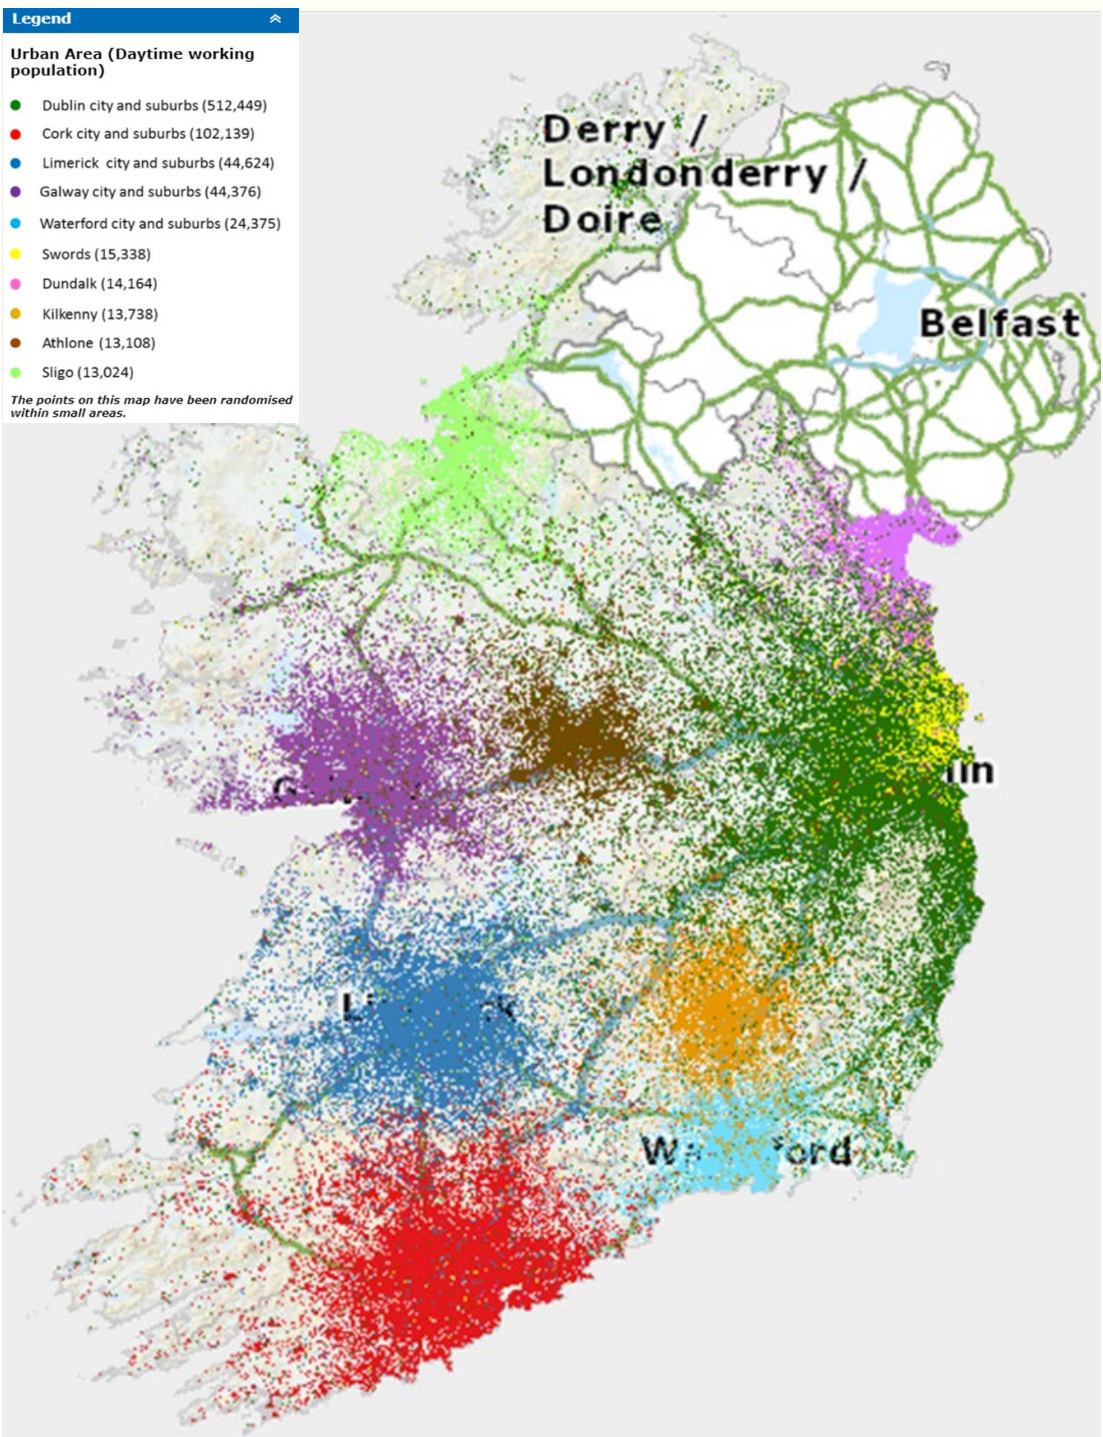 Legend
Urban Area (Daytime working
population)
Dublin city and suburbs (512,449)
Cork city and suburbs (102,139)
Limerick city and suburbs (44,624)
Galway city and suburbs (44,376)
Waterford city and suburbs (24,375)
Swords (15,338)
Dundalk (14,164)
Kilkenny (13,738)
Athlone (13,108)
Sligo (13,024)
The points on this map have been randomised
within small areas.
Derry /
Londonderry /
Doire
Belfast